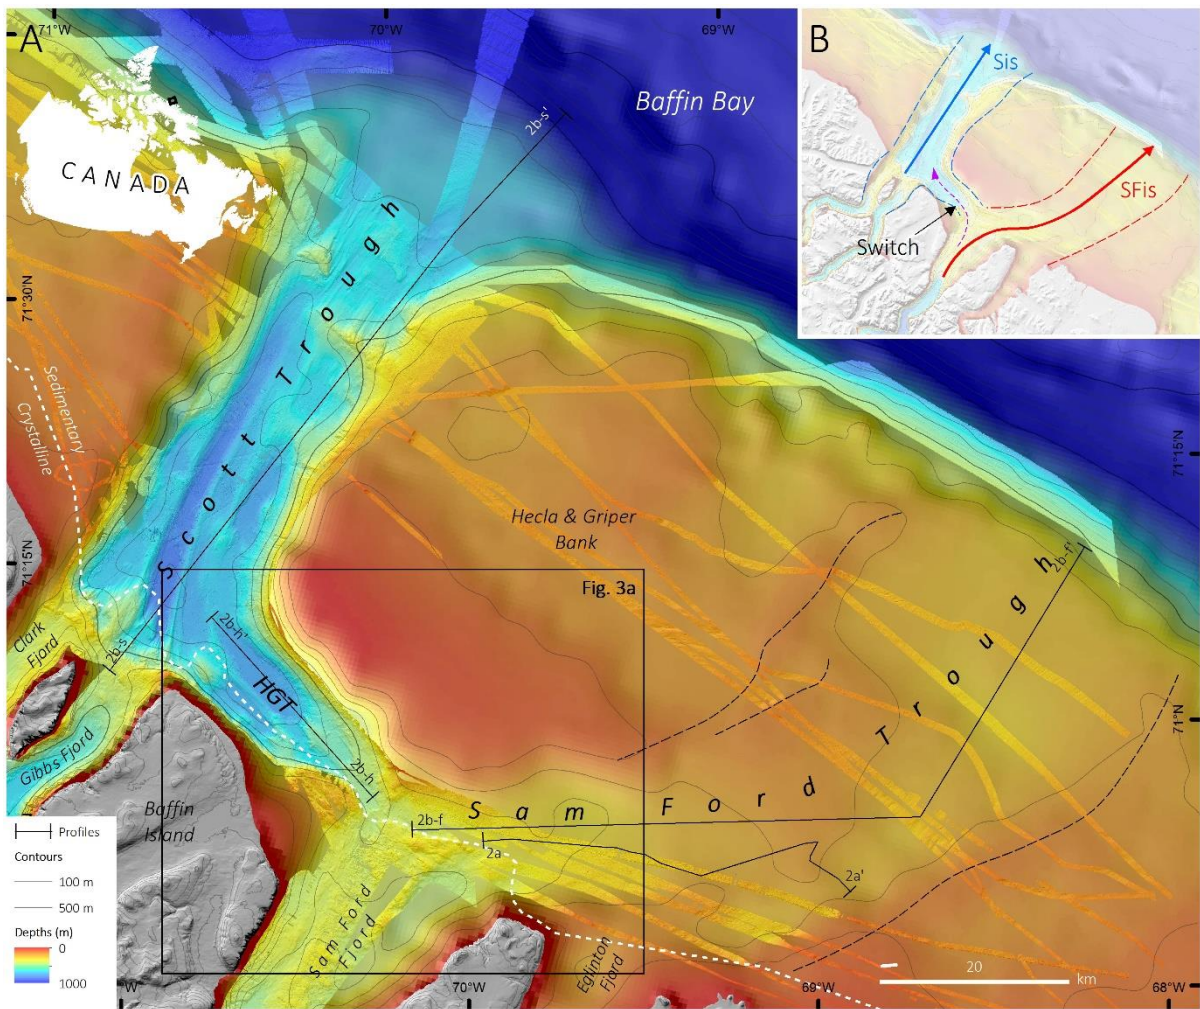 A
71°W
70°W
69°W
Baffin Bay
2b-s'
CANADA
71°30'N
Scott Trough
Sedimentary
Crystalline
71°15'N
71°15'N
Hecla & Griper
Bank
Fig. 3a
2b-f'
Clark
Fjord
2b-s
2b-h'
HGT
2b-h
71°N
Gibbs Fjord
Baffin
Island
Sam Ford Trough
2b-f
2a
2a'
Sam Ford
Fjord
Eglinton
Fjord
Profiles
Contours
100 m
500 m
Depths (m)
0
1000
20
km
°W
70°W
69°W
68°W
B
Sis
SFis
Switch